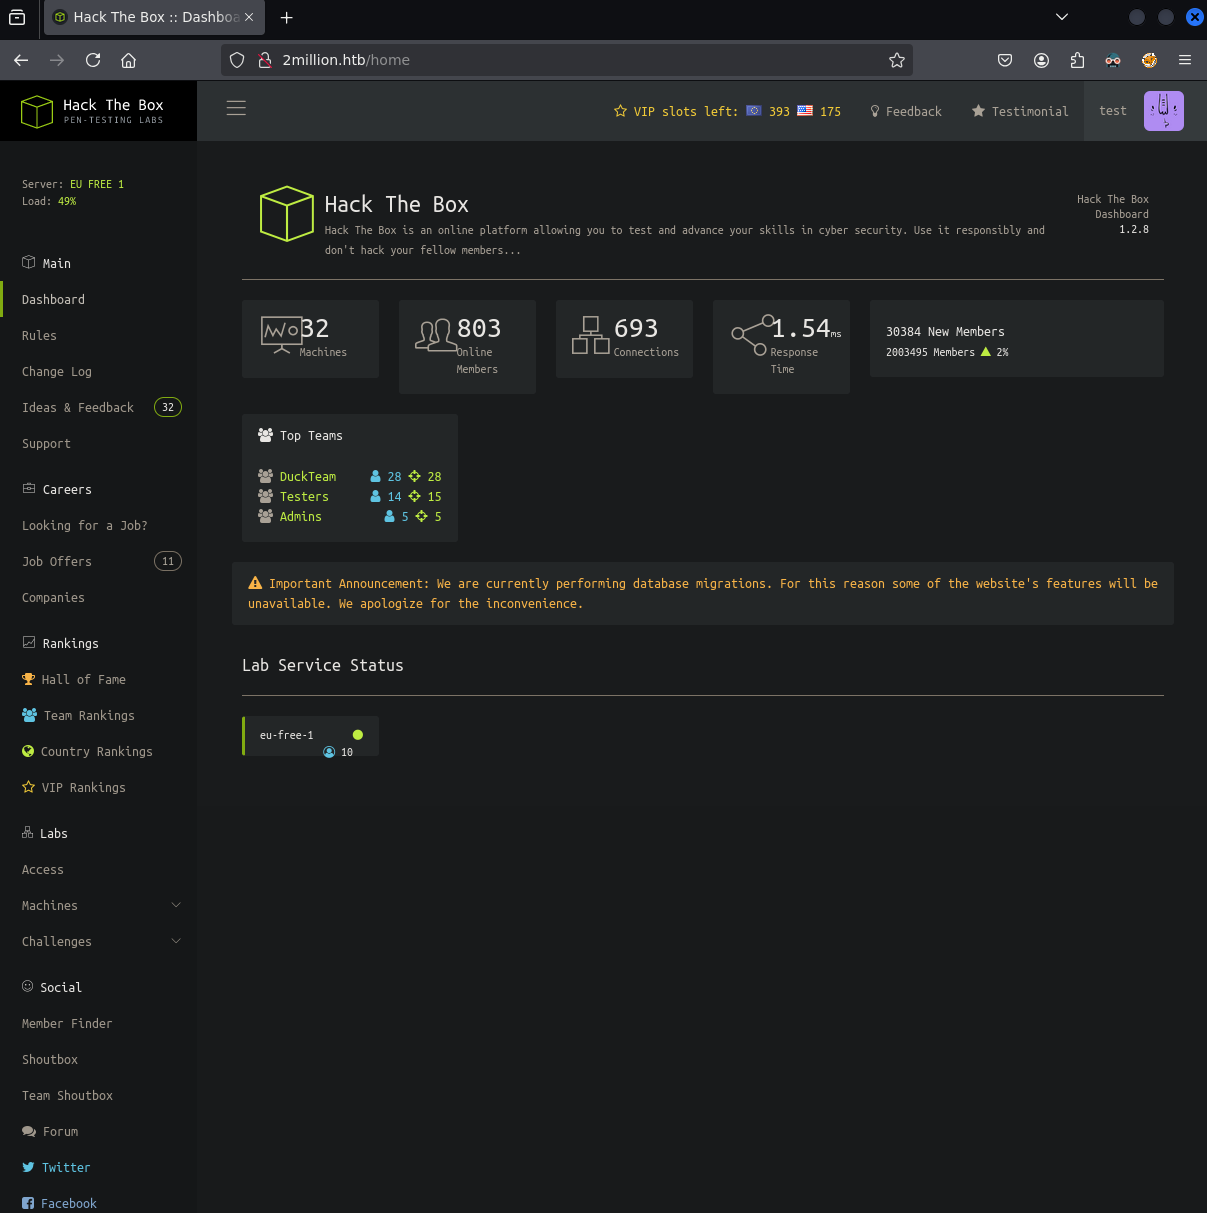 Hack The Box :: Dashboa
2million.htb/home
Hack The Box
PEN-TESTING LABS
VIP slots left: 393 175
Feedback
Testimonial
test
Server: EU FREE 1
Load: 49%
Main
Dashboard
Rules
Change Log
Ideas & Feedback 32
Support
Careers
Looking for a Job?
Job Offers 11
Companies
Rankings
Hall of Fame
Team Rankings
Country Rankings
VIP Rankings
Labs
Access
Machines
Challenges
Social
Member Finder
Shoutbox
Team Shoutbox
Forum
Twitter
Facebook
Hack The Box
Hack The Box is an online platform allowing you to test and advance your skills in cyber security. Use it responsibly and
don't hack your fellow members...
Hack The Box
Dashboard
1.2.8
32
Machines
803
Online
Members
693
Connections
1.54ms
Response
Time
30384 New Members
2003495 Members 2%
Top Teams
DuckTeam 28 28
Testers 14 15
Admins 5 5
Important Announcement: We are currently performing database migrations. For this reason some of the website's features will be
unavailable. We apologize for the inconvenience.
Lab Service Status
eu-free-1
10